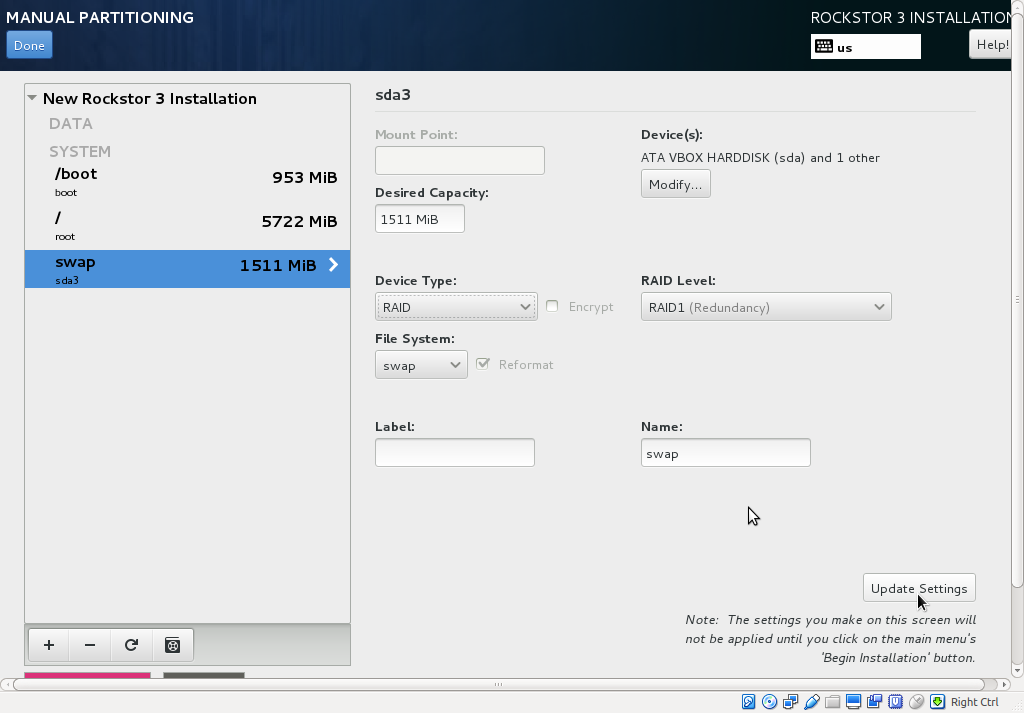 MANUAL PARTITIONING
ROCKSTOR 3 INSTALLATION
Done
us
Help!
New Rockstor 3 Installation
DATA
SYSTEM
/boot
953 MiB
boot
/
5722 MiB
root
swap
1511 MiB
sda3
sda3
Mount Point:
Device(s):
ATA VBOX HARDDISK (sda) and 1 other
Modify...
Desired Capacity:
1511 MiB
Device Type:
RAID Level:
RAID
Encrypt
RAID1 (Redundancy)
File System:
swap
Reformat
Label:
Name:
swap
Update Settings
Note: The settings you make on this screen will
not be applied until you click on the main menu's
'Begin Installation' button.
Right Ctrl